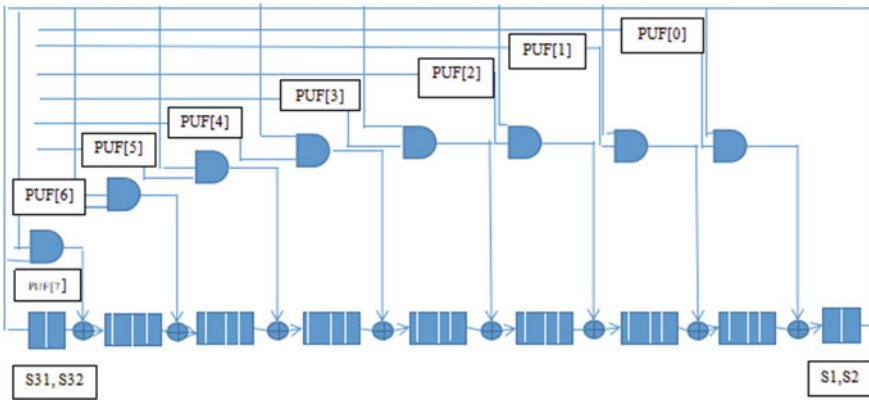 PUF[0]
PUF[1]
PUF[2]
PUF[3]
PUF[4]
PUF[5]
PUF[6]
PUF[7]
S31, S32
S1,S2